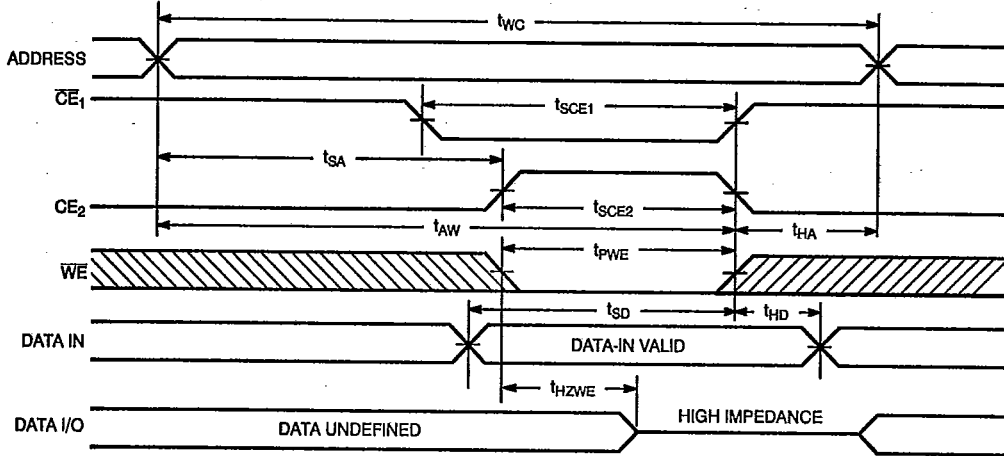 tWC
ADDRESS
CE1
tSCE1
tSA
CE2
tSCE2
tAW
tHA
tPWE
WE
tSD
tHD
DATA IN
DATA-IN VALID
tHZWE
DATA I/O
DATA UNDEFINED
HIGH IMPEDANCE